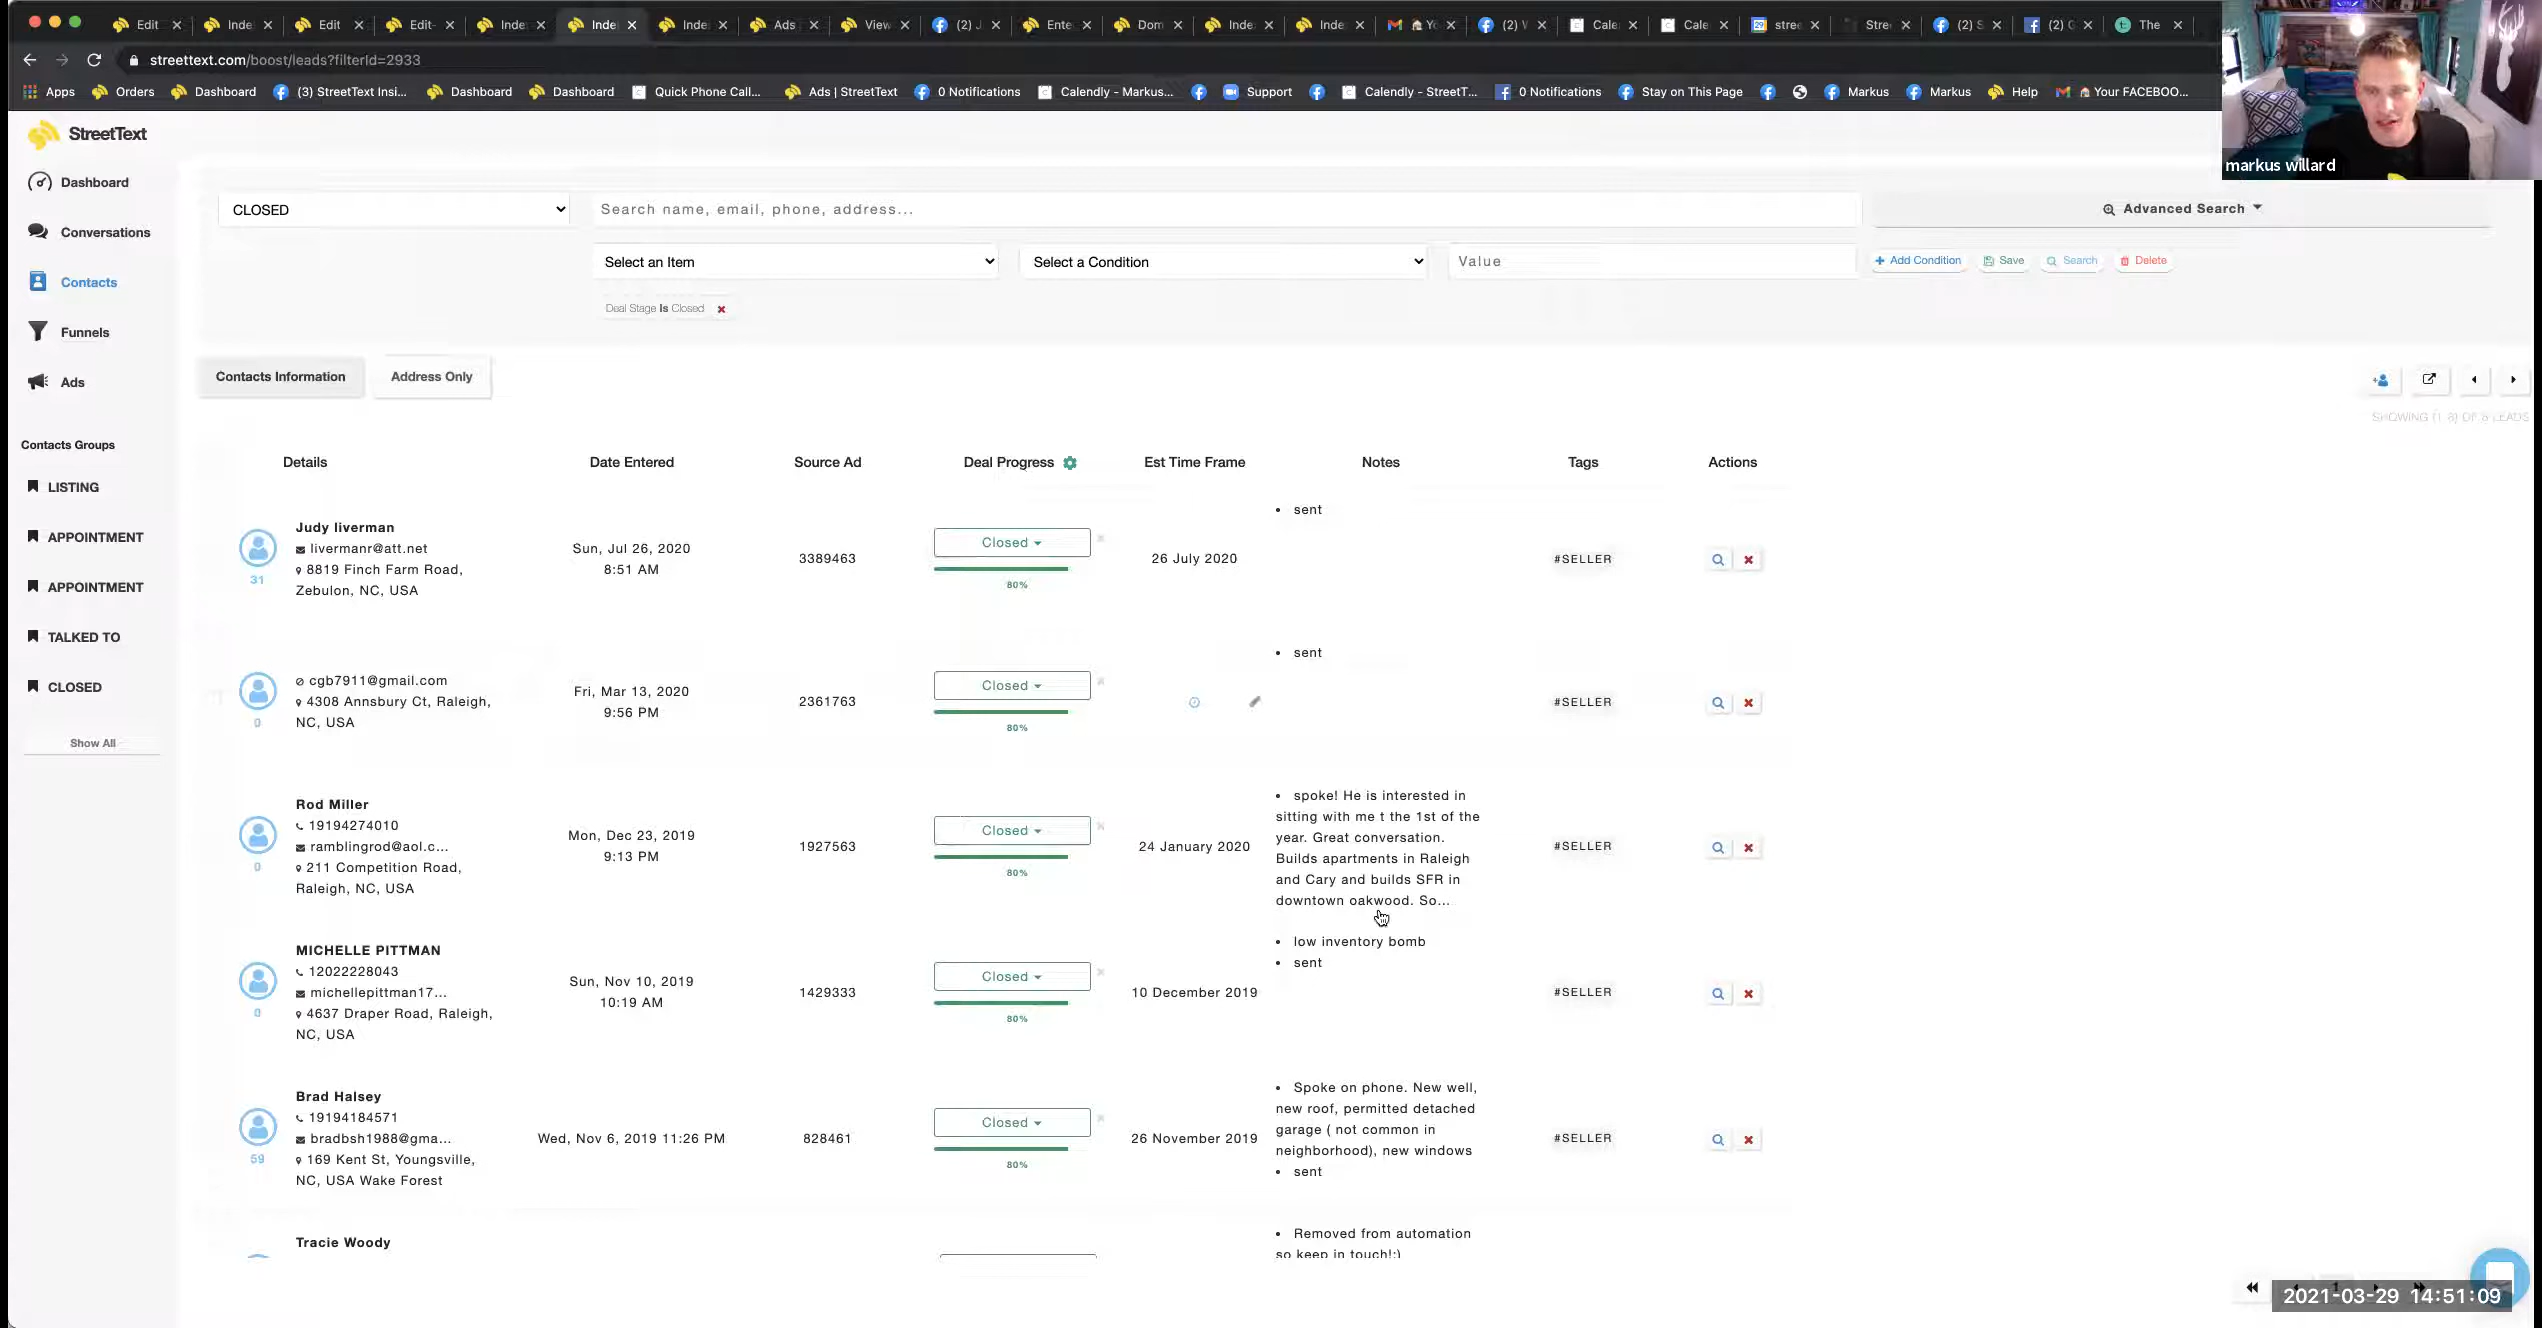 Edit
Inde
Edit
Edit-
Inde
Inde
Inde
Ads
View
(2) J
Ente
Dom
Inde
Inde
Yo
(2) V
Cale
Cale
stree
Stre
(2) S
(2) G
The
streettext.com/boost/leads?filterId=2933
Apps
Orders
Dashboard
(3) StreetText Insi...
Dashboard
Dashboard
Quick Phone Call...
Ads | StreetText
0 Notifications
Calendly - Markus...
Support
Calendly - StreetT...
0 Notifications
Stay on This Page
Markus
Markus
Help
Your FACEBOO...
markus willard
StreetText
Dashboard
Conversations
Contacts
Funnels
Ads
Contacts Groups
LISTING
APPOINTMENT
APPOINTMENT
TALKED TO
CLOSED
Show All
CLOSED
Search name, email, phone, address...
Advanced Search
Select an Item
Select a Condition
Value
Add Condition
Save
Search
Delete
Deal Stage Is Closed
Contacts Information
Address Only
Details Date Entered Source Ad Deal Progress Est Time Frame Notes Tags Actions
Judy liverman
livermanr@att.net
8819 Finch Farm Road,
Zebulon, NC, USA
31
Sun, Jul 26, 2020
8:51 AM
3389463
Closed
80%
26 July 2020
• sent
#SELLER
cgb7911@gmail.com
4308 Annsbury Ct, Raleigh,
NC, USA
0
Fri, Mar 13, 2020
9:56 PM
2361763
Closed
80%
• sent
#SELLER
Rod Miller
19194274010
ramblingrod@aol.c...
211 Competition Road,
Raleigh, NC, USA
0
Mon, Dec 23, 2019
9:13 PM
1927563
Closed
80%
24 January 2020
• spoke! He is interested in
sitting with me t the 1st of the
year. Great conversation.
Builds apartments in Raleigh
and Cary and builds SFR in
downtown oakwood. So...
#SELLER
MICHELLE PITTMAN
12022228043
michellepittman17...
4637 Draper Road, Raleigh,
NC, USA
0
Sun, Nov 10, 2019
10:19 AM
1429333
Closed
80%
10 December 2019
• low inventory bomb
• sent
#SELLER
Brad Halsey
19194184571
bradbsh1988@gma...
169 Kent St, Youngsville,
NC, USA Wake Forest
59
Wed, Nov 6, 2019 11:26 PM
828461
Closed
80%
26 November 2019
• Spoke on phone. New well,
new roof, permitted detached
garage ( not common in
neighborhood), new windows
• sent
#SELLER
Tracie Woody
• Removed from automation
so keep in touch!:)
2021-03-29 14:51:09